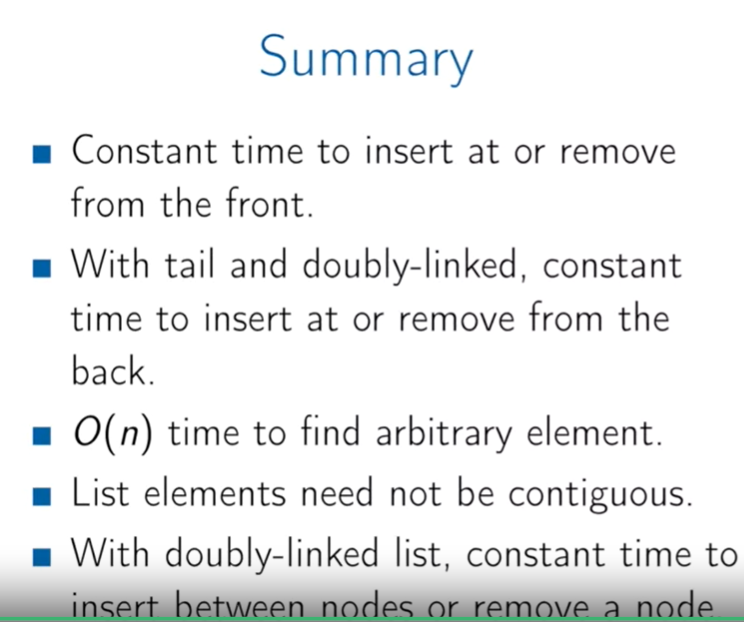 Summary
■ Constant time to insert at or remove
from the front.
■ With tail and doubly-linked, constant
time to insert at or remove from the
back.
■ O(n) time to find arbitrary element.
■ List elements need not be contiguous.
■ With doubly-linked list, constant time to
insert between nodes or remove a node